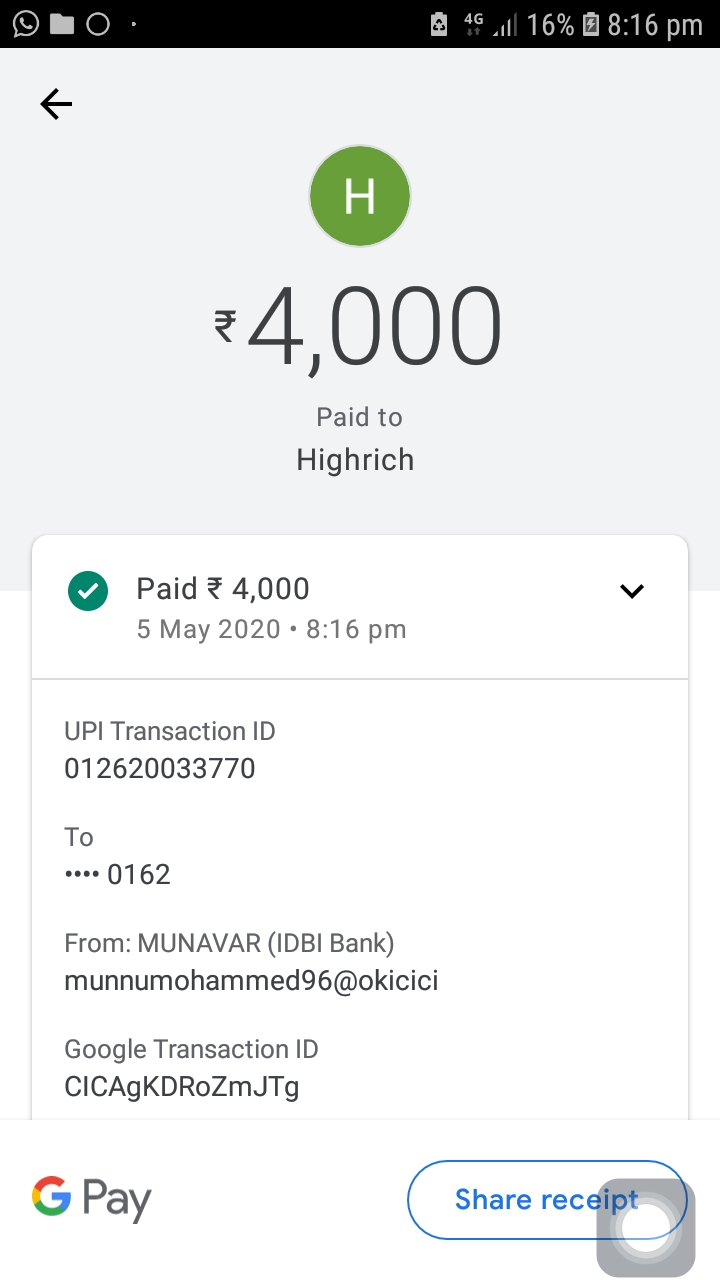 4G 16% 8:16 pm
H
₹4,000
Paid to
Highrich
Paid ₹ 4,000
5 May 2020 • 8:16 pm
UPI Transaction ID
012620033770
To
•••• 0162
From: MUNAVAR (IDBI Bank)
munnumohammed96@okicici
Google Transaction ID
CICAgKDRoZmJTg
G Pay
Share receipt